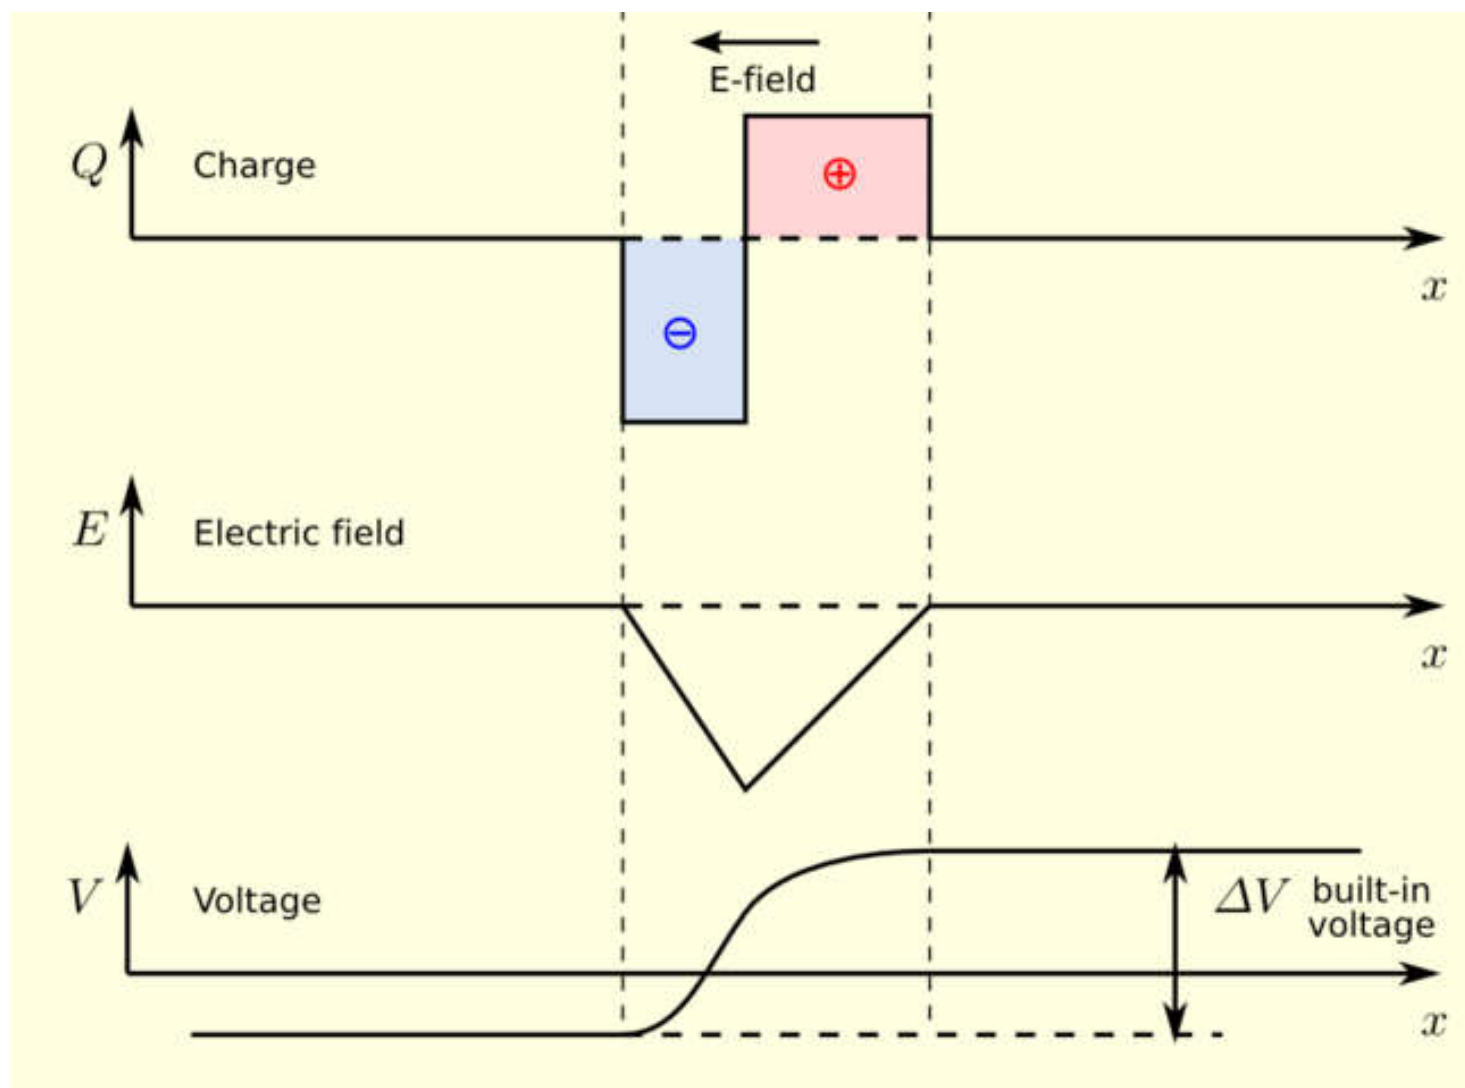 E-field
Q
Charge
⊕
x
⊖
E
Electric field
x
V
Voltage
ΔV
built-in
voltage
x